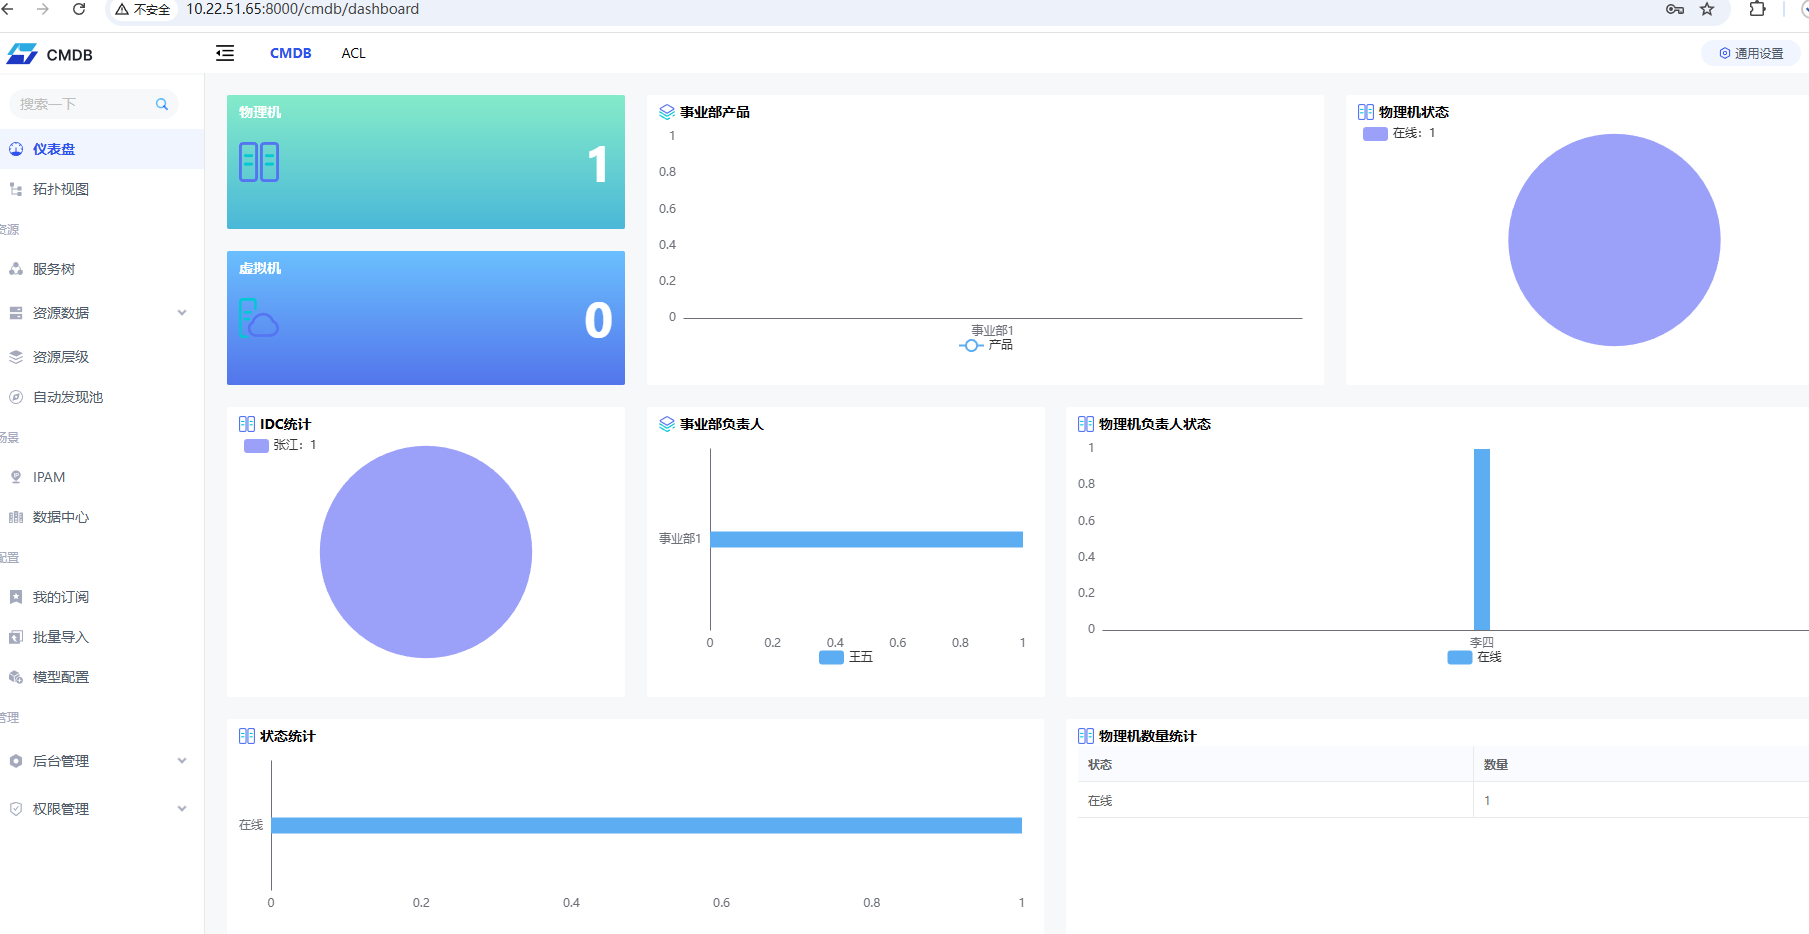 不安全
10.22.51.65:8000/cmdb/dashboard
CMDB
CMDB
ACL
通用设置
搜索一下
仪表盘
拓扑视图
资源
服务树
资源数据
资源层级
自动发现池
场景
IPAM
数据中心
配置
我的订阅
批量导入
模型配置
管理
后台管理
权限管理
物理机
1
虚拟机
0
事业部产品
1
0.8
0.6
0.4
0.2
0
事业部1
产品
物理机状态
在线：1
IDC统计
张江：1
事业部负责人
事业部1
0 0.2 0.4 0.6 0.8 1
王五
物理机负责人状态
1
0.8
0.6
0.4
0.2
0
李四
在线
状态统计
在线
0 0.2 0.4 0.6 0.8 1
物理机数量统计
状态 数量
在线 1